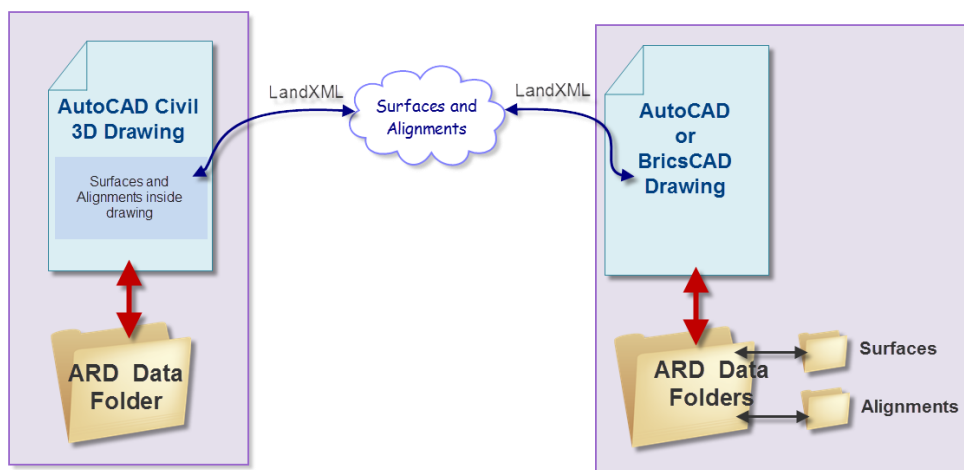 AutoCAD Civil
3D Drawing
Surfaces and
Alignments inside
drawing
ARD Data
Folder
LandXML
Surfaces and
Alignments
LandXML
AutoCAD
or
BricsCAD
Drawing
ARD Data
Folders
Surfaces
Alignments